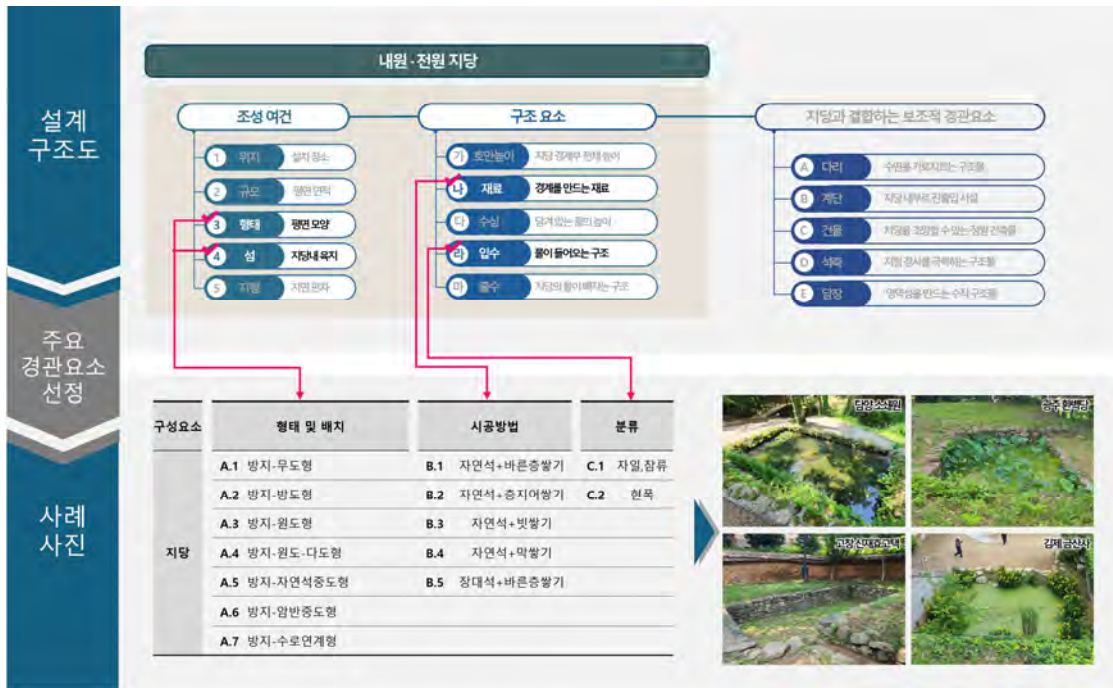 설계
구조도
주요
경관요소
선정
사례
사진
내원·전원 지당
조성 여건
1 위치 설치 장소
2 규모 평면 면적
3 형태 평면 모양
4 섬 지당내 육지
5 지형 지면 편차
구조 요소
가 호안높이 지당 경계부 전체 높이
나 재료 경계를 만드는 재료
다 수심 담겨 있는 물의 높이
라 입수 물이 들어오는 구조
마 출수 지당의 물이 빠지는 구조
지당과 결합하는 보조적 경관요소
A 다리 수면을 가로지르는 구조물
B 계단 지당 내부로 진출입 시설
C 건물 지당을 조망할 수 있는 정원 건축물
D 석축 지형 경사를 극복하는 구조물
E 담장 영역성을 만드는 수직 구조물
구성요소 형태 및 배치 시공방법 분류
지당
A.1 방지-무도형 B.1 자연석+바른층쌓기 C.1 자일,잠류
A.2 방지-방도형 B.2 자연석+층지어쌓기 C.2 현폭
A.3 방지-원도형 B.3 자연석+빗쌓기
A.4 방지-원도-다도형 B.4 자연석+막쌓기
A.5 방지-자연석중도형 B.5 장대석+바른층쌓기
A.6 방지-암반중도형
A.7 방지-수로연계형
담양 소쇄원
광주 환벽당
고창 신재효고택
김제 금산사